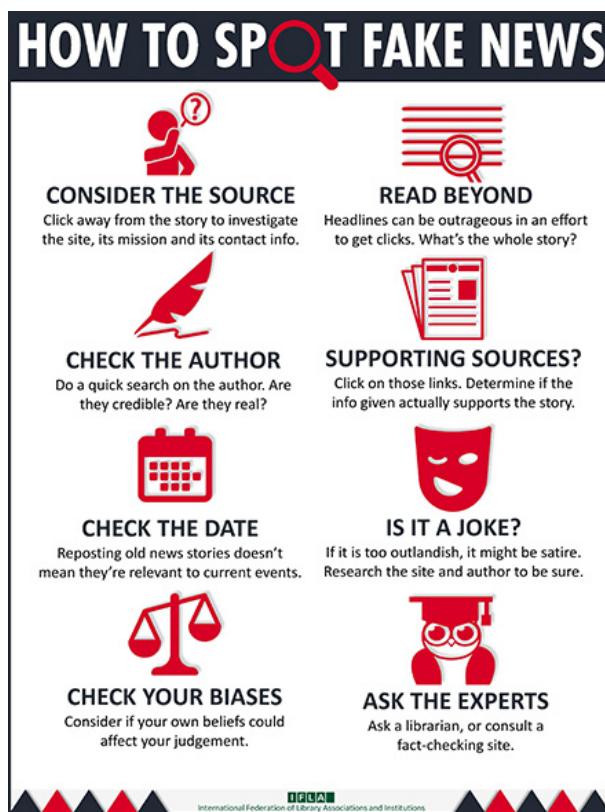 HOW TO SPOT FAKE NEWS
?
CONSIDER THE SOURCE
Click away from the story to investigate
the site, its mission and its contact info.
READ BEYOND
Headlines can be outrageous in an effort
to get clicks. What's the whole story?
CHECK THE AUTHOR
Do a quick search on the author. Are
they credible? Are they real?
SUPPORTING SOURCES?
Click on those links. Determine if the
info given actually supports the story.
CHECK THE DATE
Reposting old news stories doesn't
mean they're relevant to current events.
IS IT A JOKE?
If it is too outlandish, it might be satire.
Research the site and author to be sure.
CHECK YOUR BIASES
Consider if your own beliefs could
affect your judgement.
ASK THE EXPERTS
Ask a librarian, or consult a
fact-checking site.
IFLA
International Federation of Library Associations and Institutions